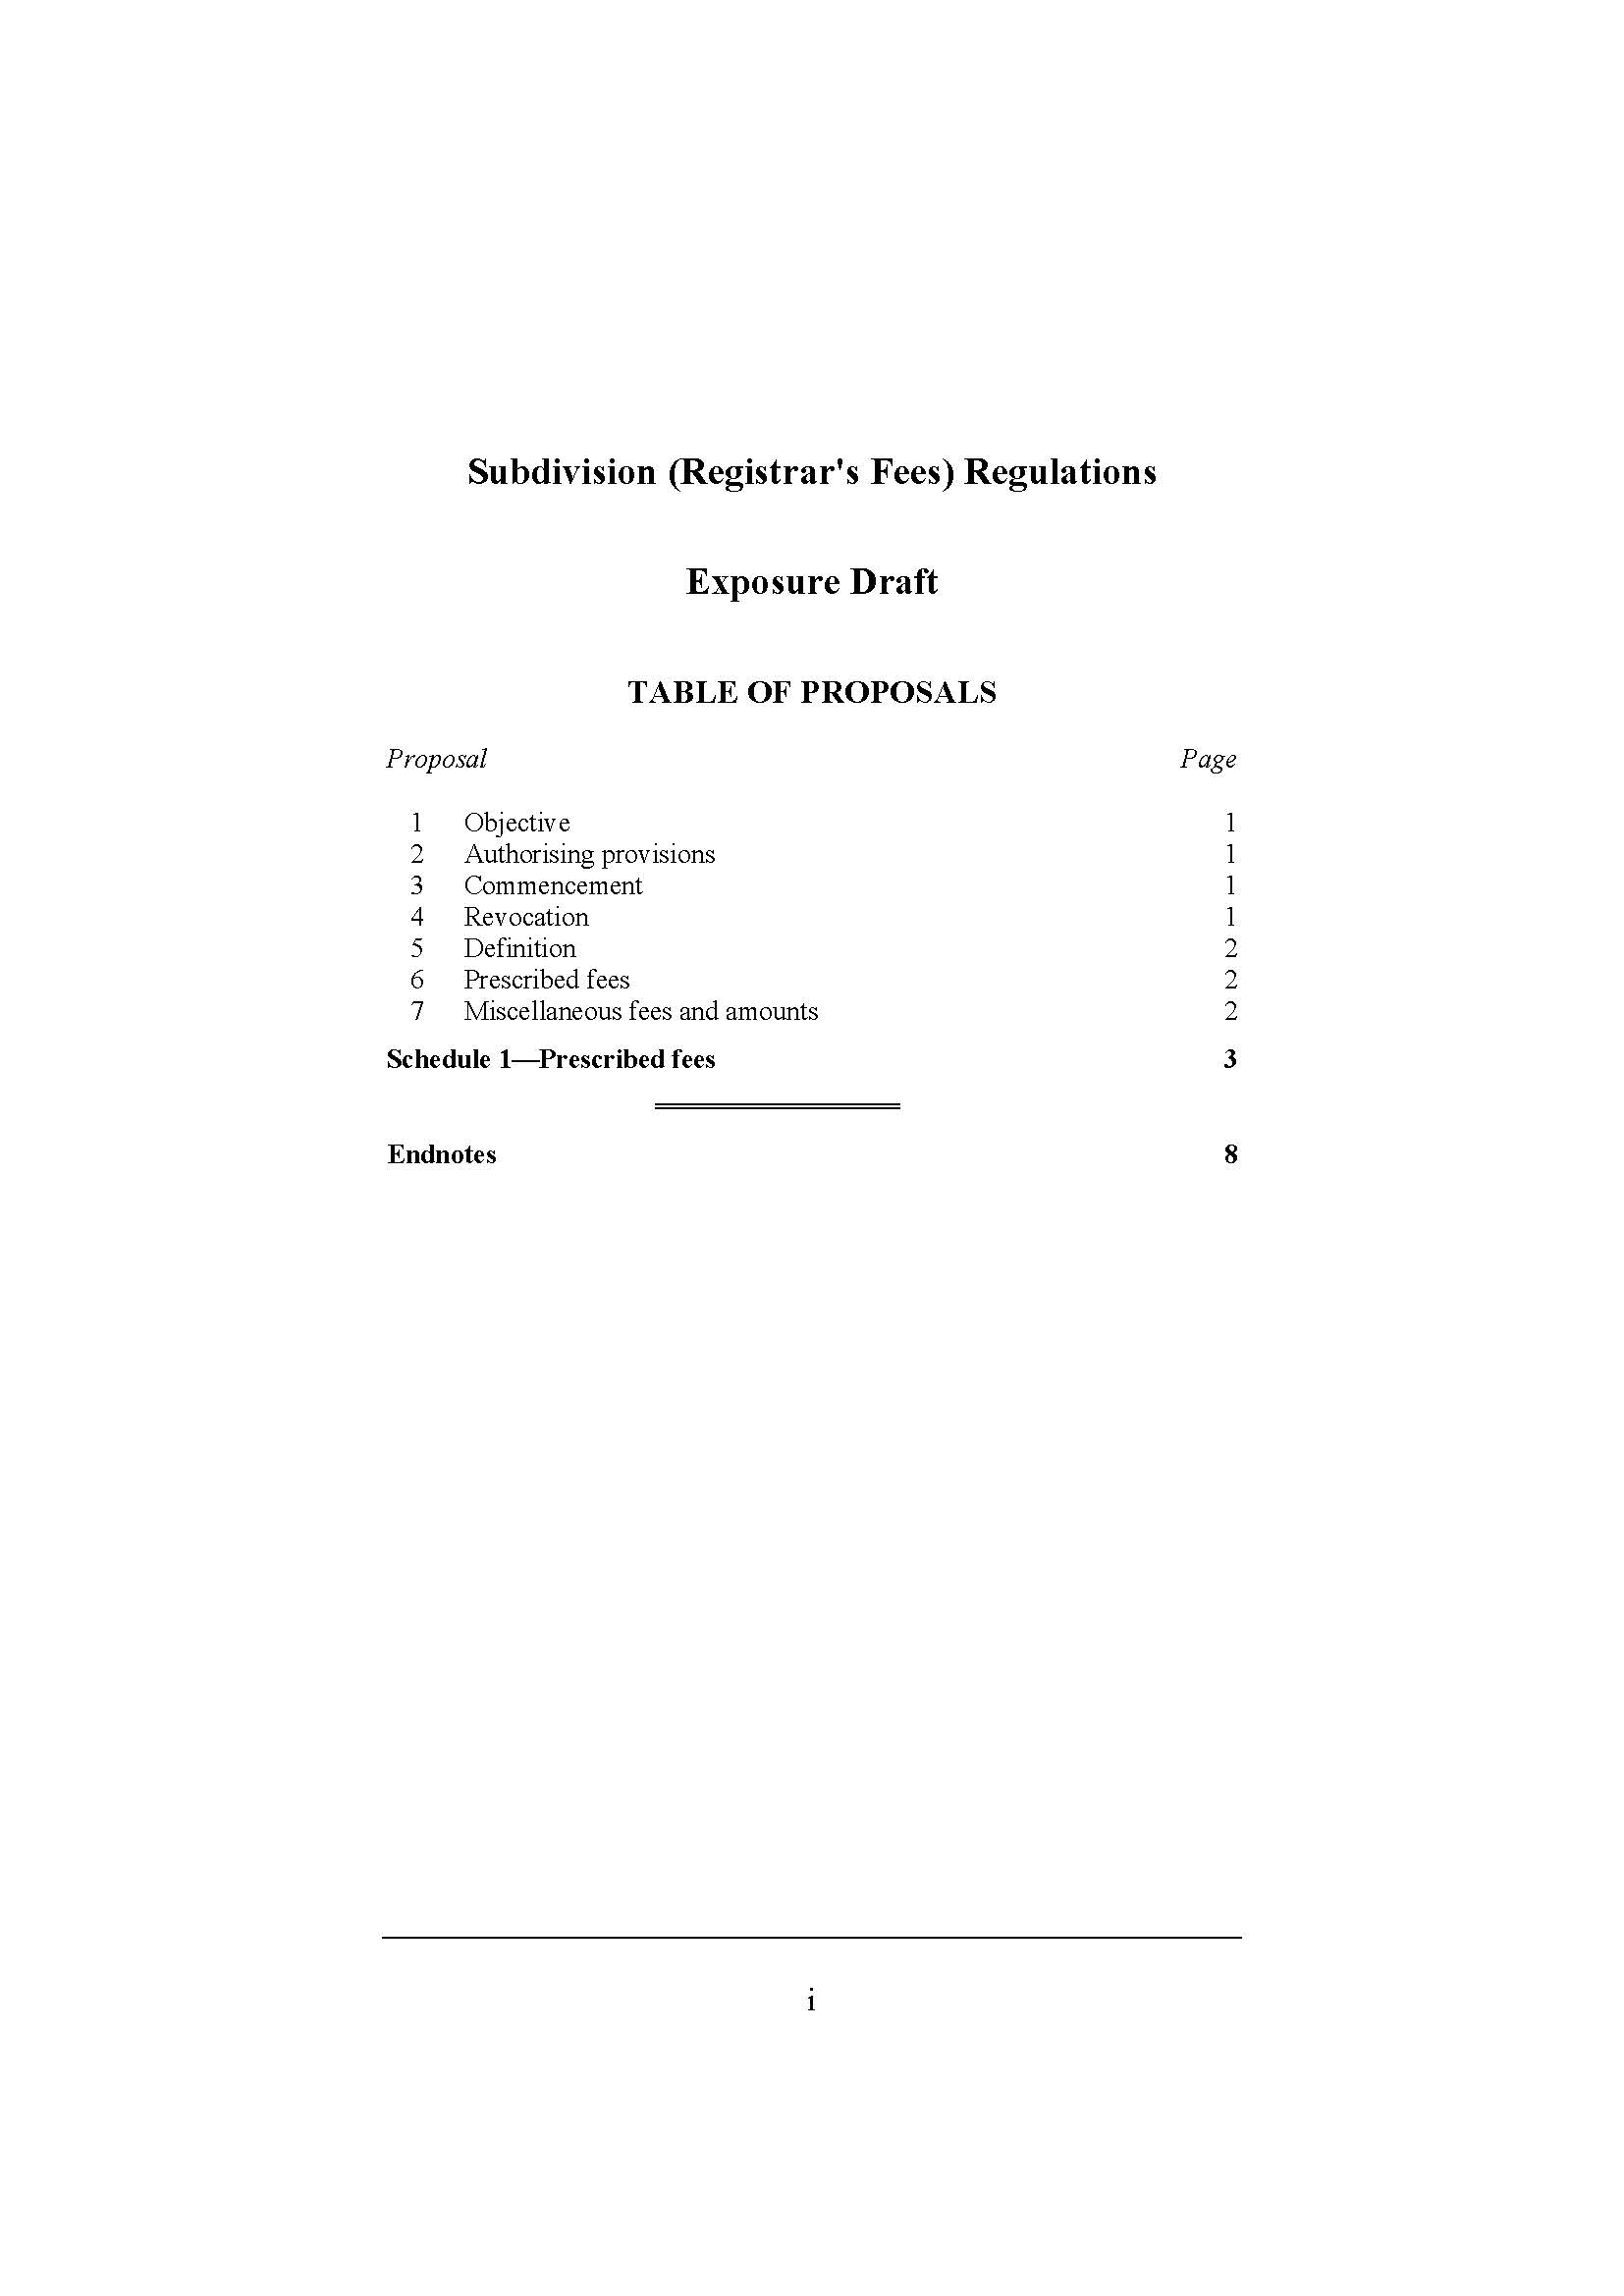 Subdivision (Registrar's Fees) Regulations
Exposure Draft
TABLE OF PROPOSALS
Proposal Page
1 Objective 1
2 Authorising provisions 1
3 Commencement 1
4 Revocation 1
5 Definition 2
6 Prescribed fees 2
7 Miscellaneous fees and amounts 2
Schedule 1—Prescribed fees 3
Endnotes 8
i